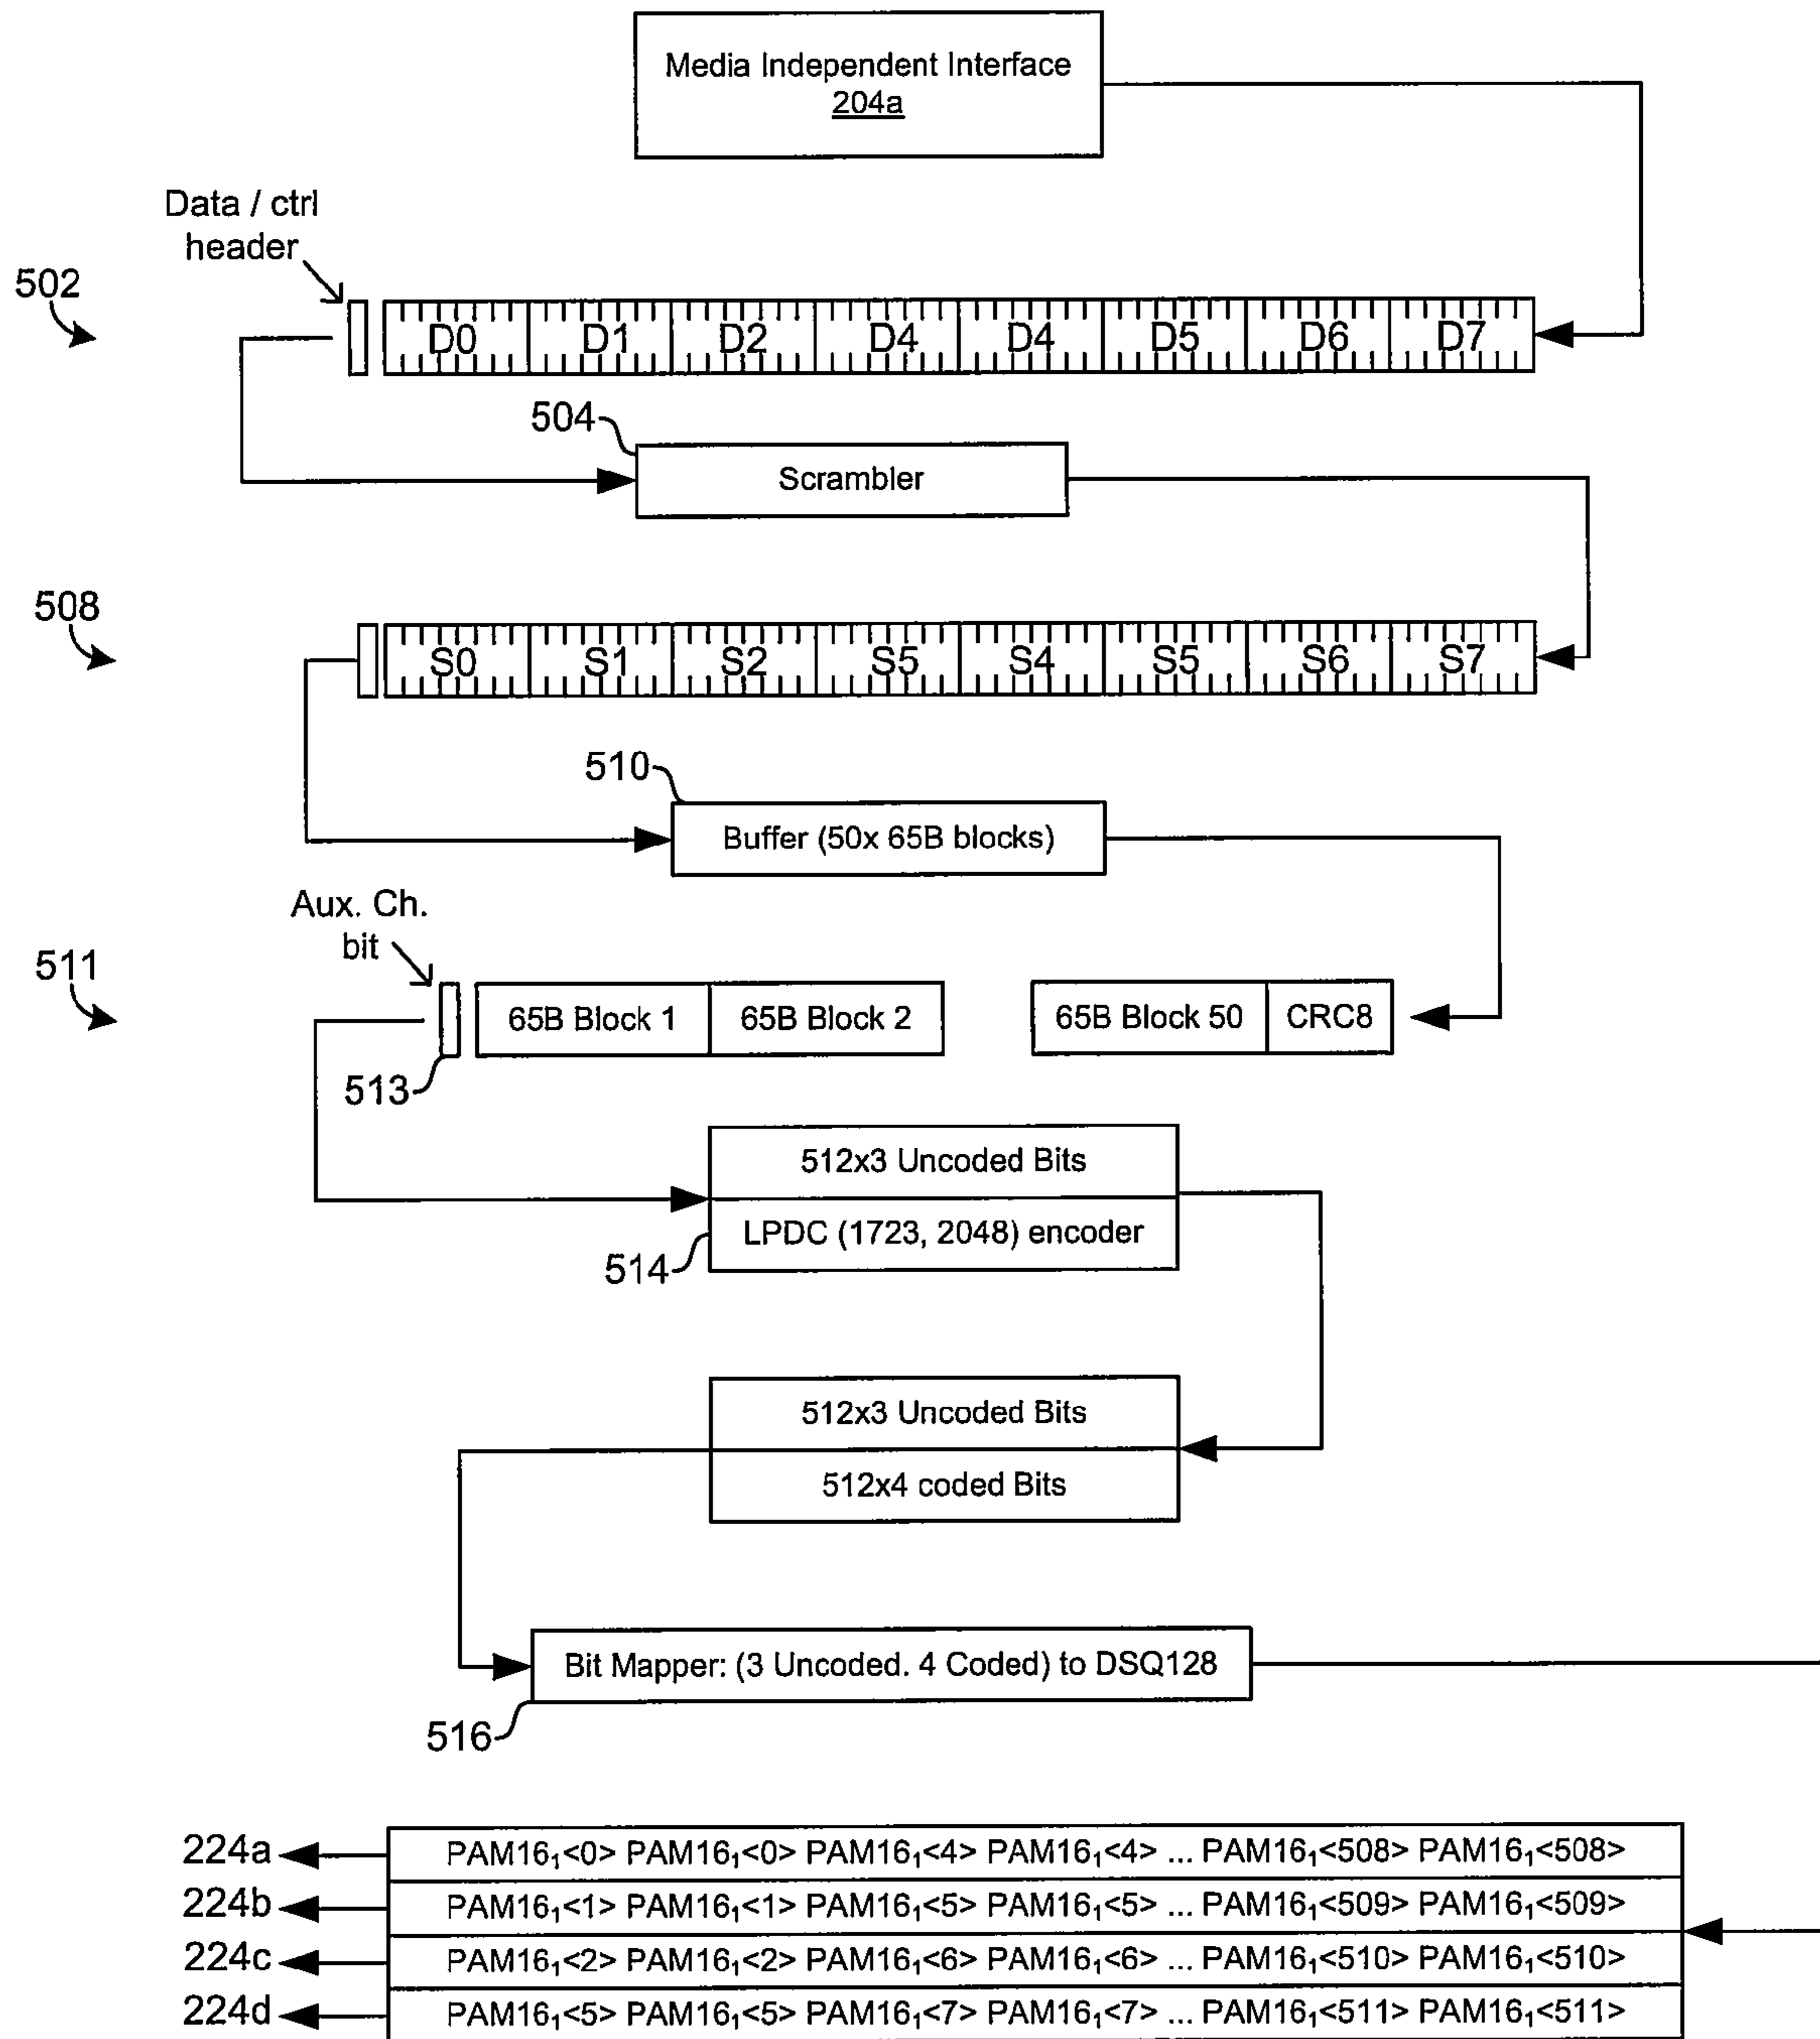 Media Independent Interface
204a
Data / ctrl
header
502
D0 D1 D2 D4 D4 D5 D6 D7
504
Scrambler
508
S0 S1 S2 S5 S4 S5 S6 S7
510
Buffer (50x 65B blocks)
Aux. Ch.
bit
511
65B Block 1 65B Block 2 65B Block 50 CRC8
513
512x3 Uncoded Bits
LPDC (1723, 2048) encoder
514
512x3 Uncoded Bits
512x4 coded Bits
Bit Mapper: (3 Uncoded. 4 Coded) to DSQ128
516
224a PAM16₁<0> PAM16₁<0> PAM16₁<4> PAM16₁<4> ... PAM16₁<508> PAM16₁<508>
224b PAM16₁<1> PAM16₁<1> PAM16₁<5> PAM16₁<5> ... PAM16₁<509> PAM16₁<509>
224c PAM16₁<2> PAM16₁<2> PAM16₁<6> PAM16₁<6> ... PAM16₁<510> PAM16₁<510>
224d PAM16₁<5> PAM16₁<5> PAM16₁<7> PAM16₁<7> ... PAM16₁<511> PAM16₁<511>